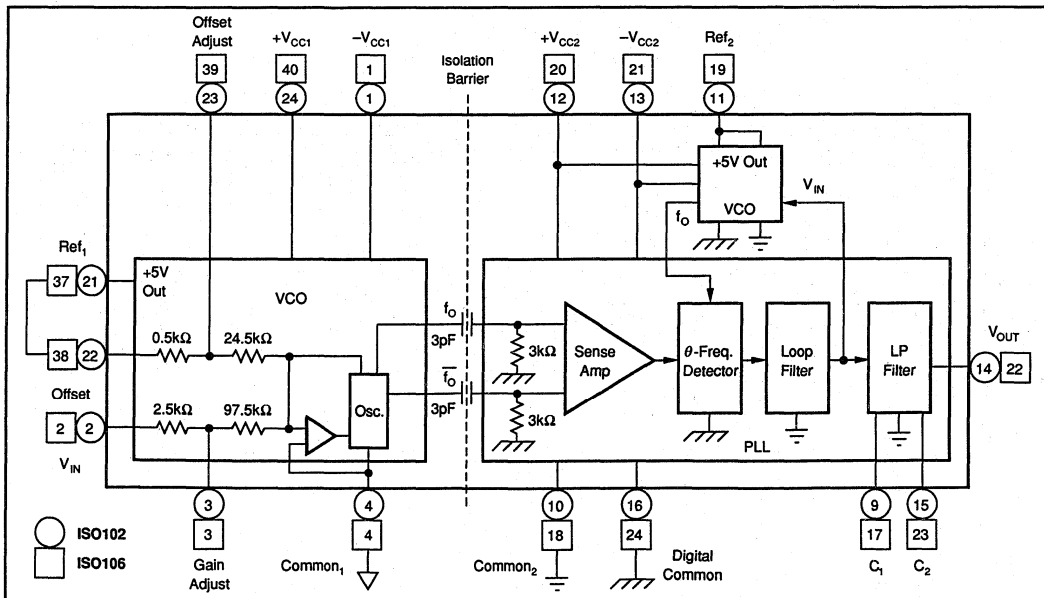 Offset
Adjust
+VCC1
−VCC1
Isolation
Barrier
+VCC2
−VCC2
Ref2
39
40
1
20
21
19
23
24
1
12
13
11
+5V Out
VCO
VIN
fO
Ref1
37
21
+5V
Out
VCO
38
22
0.5kΩ
24.5kΩ
Offset
2
2
VIN
2.5kΩ
97.5kΩ
Osc.
fO
3pF
f̅O
3pF
3kΩ
3kΩ
Sense
Amp
θ-Freq.
Detector
Loop
Filter
LP
Filter
PLL
VOUT
14
22
3
4
10
16
9
15
3
4
18
24
17
23
Gain
Adjust
Common1
Common2
Digital
Common
C1
C2
ISO102
ISO106